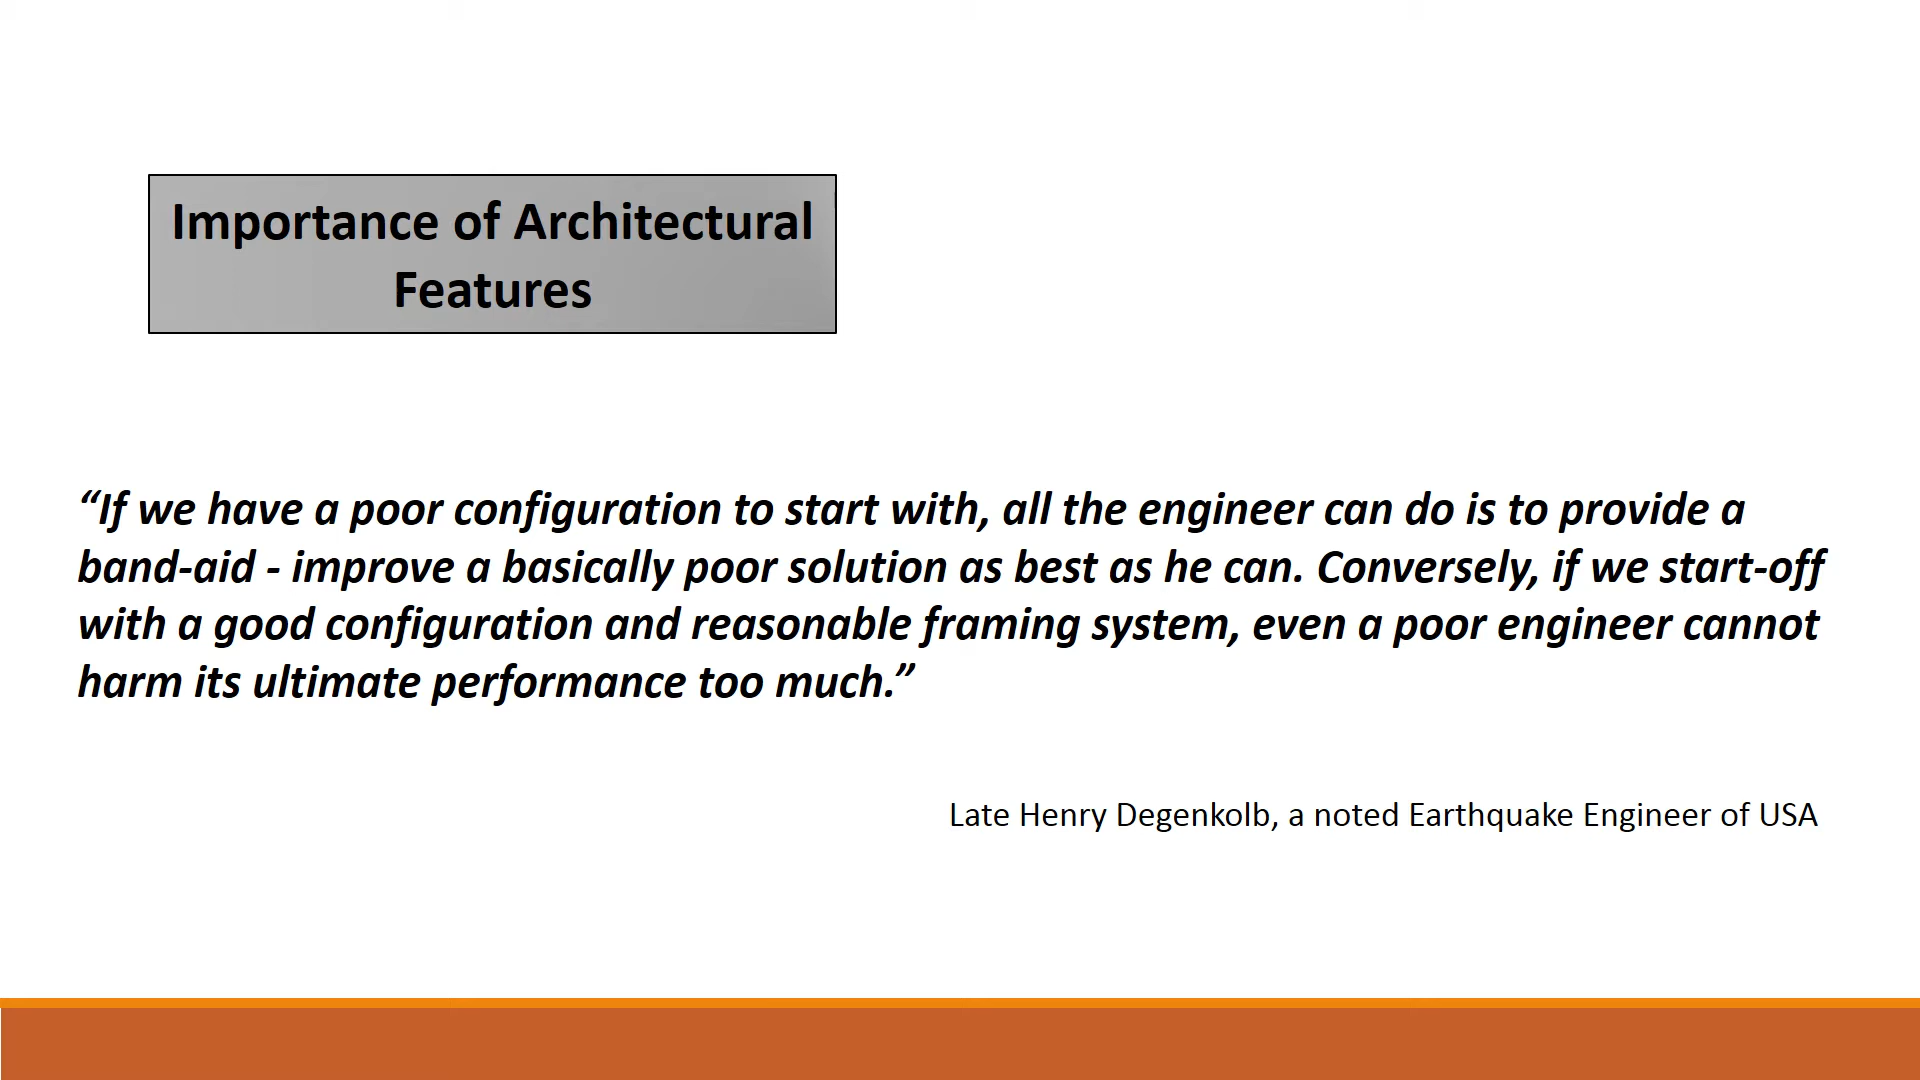 Importance of Architectural
Features
“If we have a poor configuration to start with, all the engineer can do is to provide a
band-aid - improve a basically poor solution as best as he can. Conversely, if we start-off
with a good configuration and reasonable framing system, even a poor engineer cannot
harm its ultimate performance too much.”
Late Henry Degenkolb, a noted Earthquake Engineer of USA